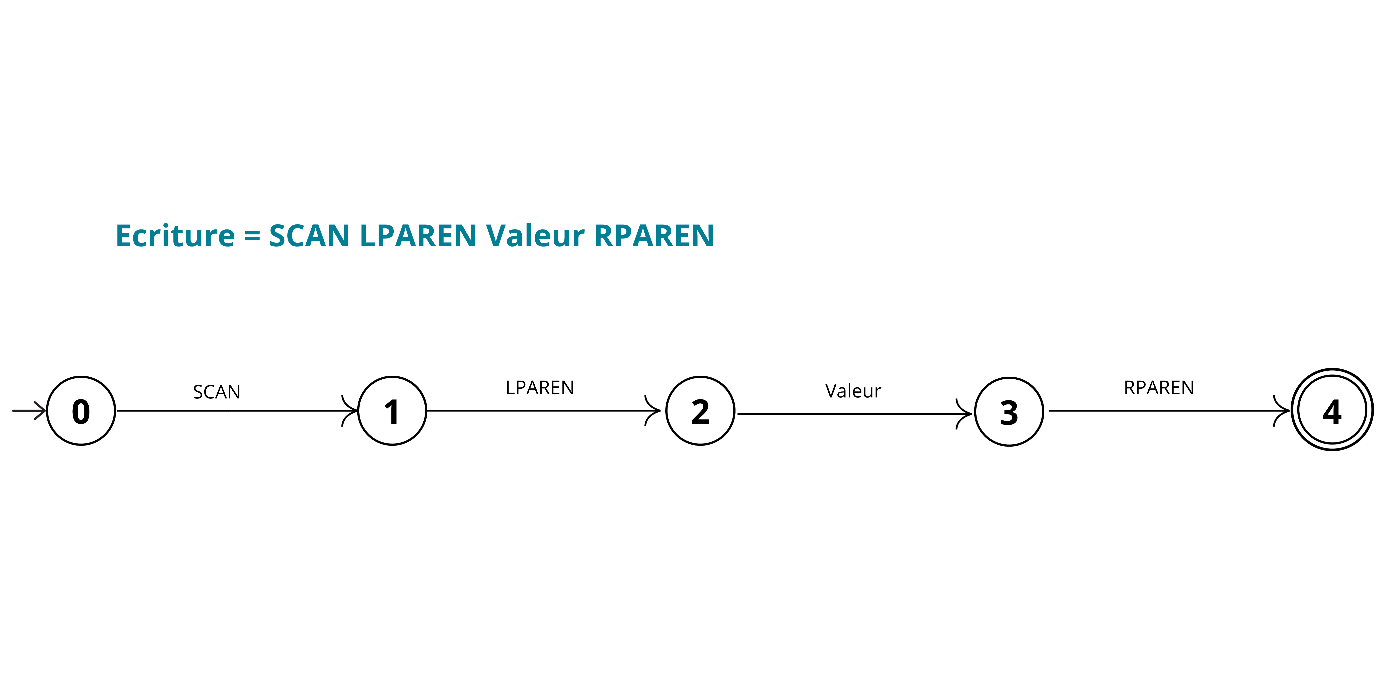 Ecriture = SCAN LPAREN Valeur RPAREN
SCAN LPAREN Valeur RPAREN
0 1 2 3 4